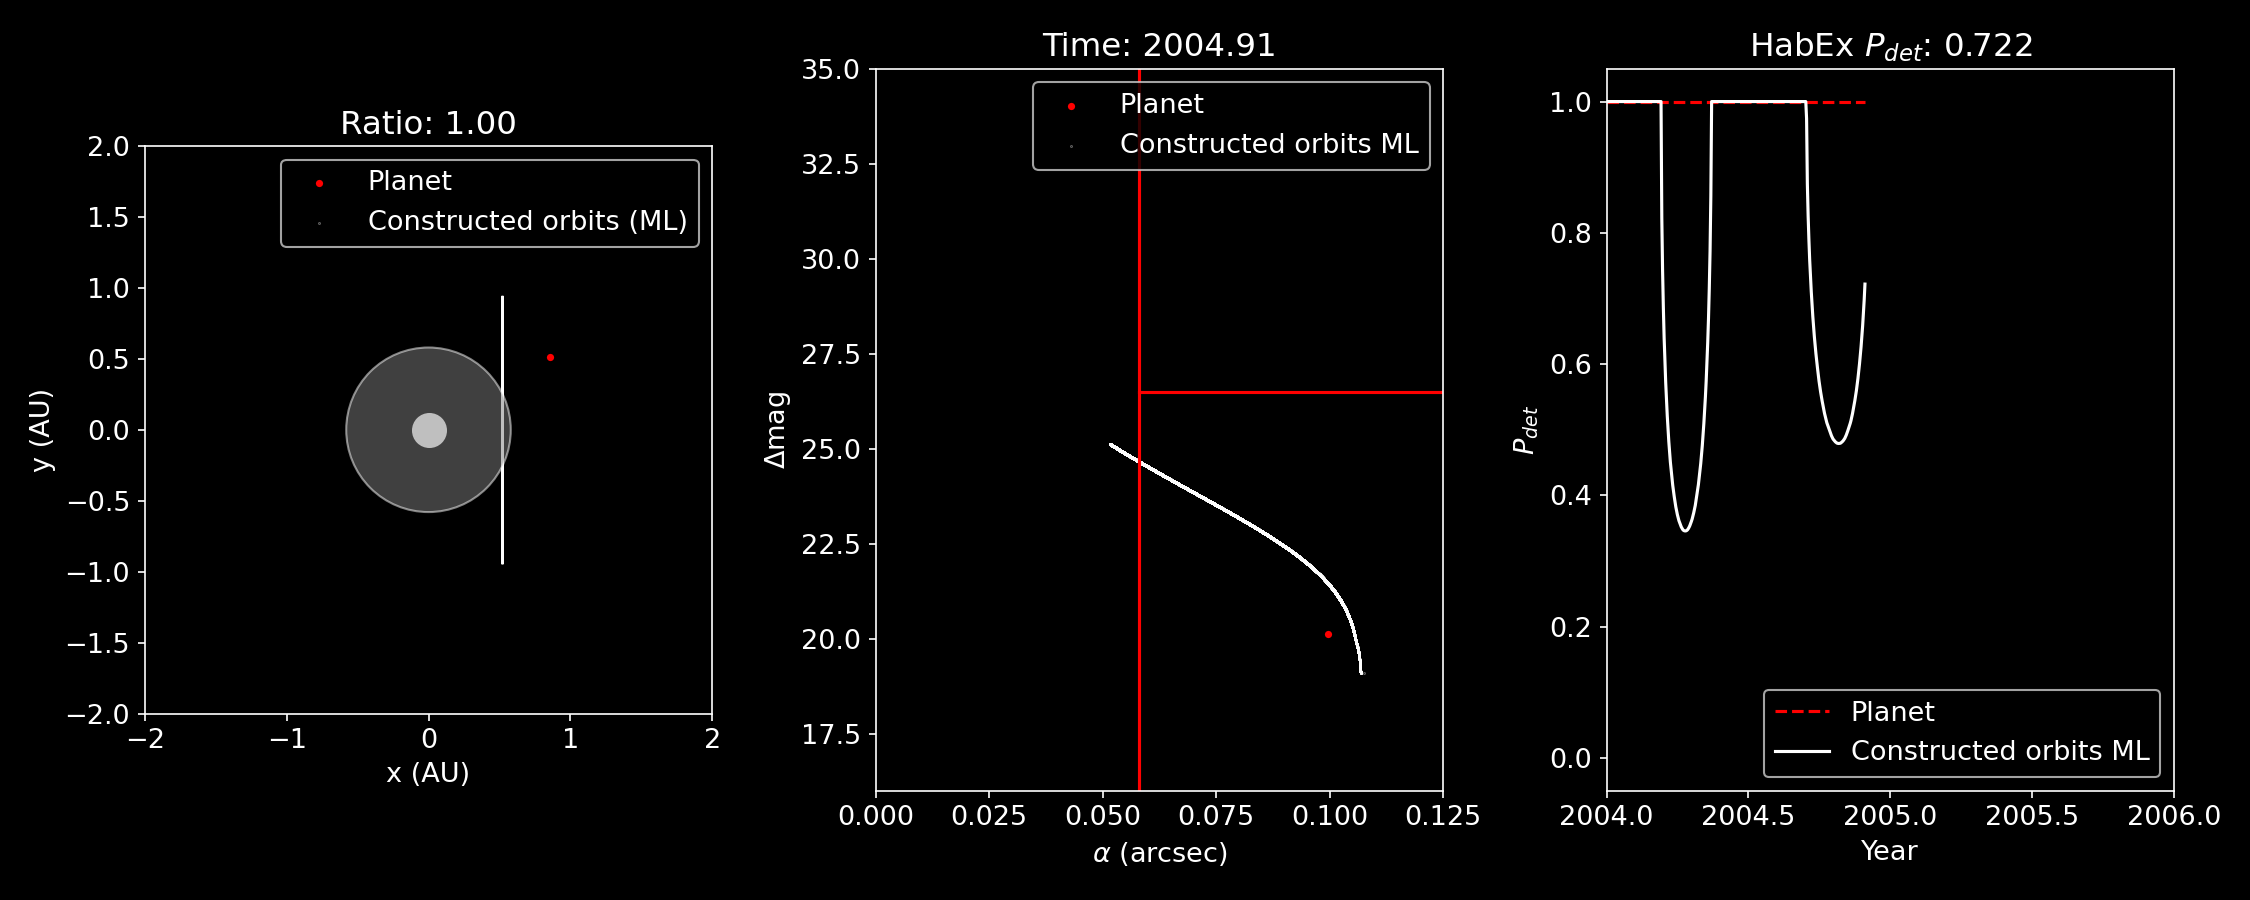 Ratio: 1.00
2.0
1.5
1.0
0.5
0.0
−0.5
−1.0
−1.5
−2.0
−2
−1
0
1
2
x (AU)
y (AU)
Planet
Constructed orbits (ML)
Time: 2004.91
35.0
32.5
30.0
27.5
25.0
22.5
20.0
17.5
0.000
0.025
0.050
0.075
0.100
0.125
α (arcsec)
Δmag
Planet
Constructed orbits ML
HabEx P_det: 0.722
1.0
0.8
0.6
0.4
0.2
0.0
2004.0
2004.5
2005.0
2005.5
2006.0
Year
P_det
Planet
Constructed orbits ML